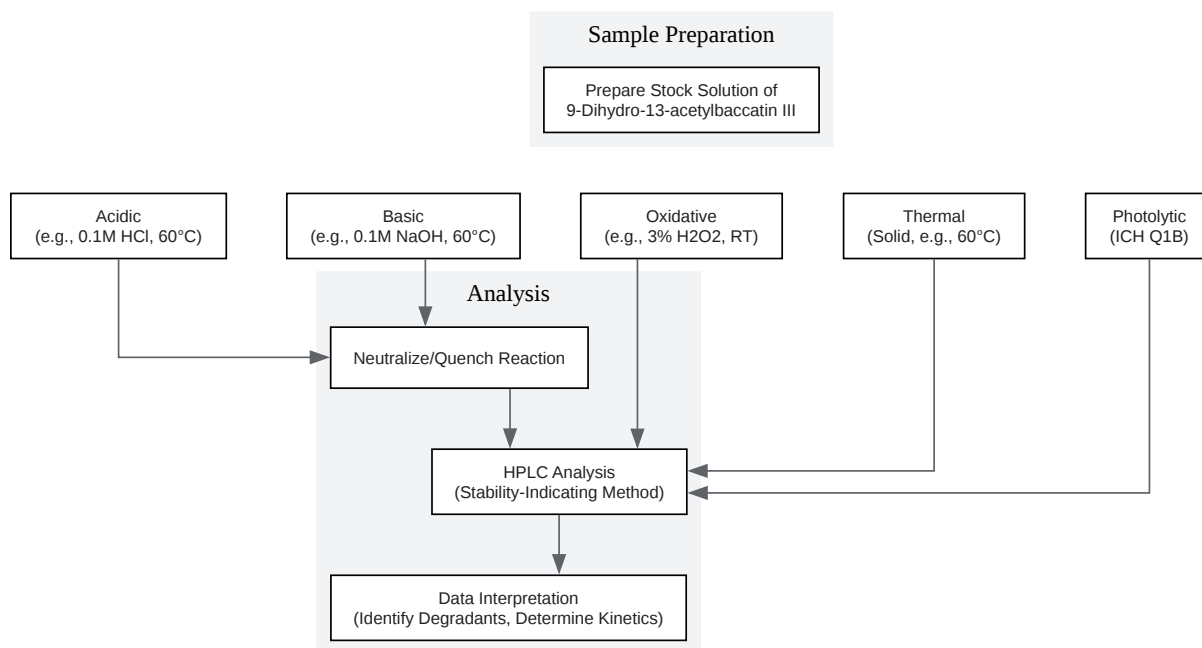 Sample Preparation
Prepare Stock Solution of
9-Dihydro-13-acetylbaccatin III
Acidic
(e.g., 0.1M HCl, 60°C)
Basic
(e.g., 0.1M NaOH, 60°C)
Oxidative
(e.g., 3% H2O2, RT)
Thermal
(Solid, e.g., 60°C)
Photolytic
(ICH Q1B)
Analysis
Neutralize/Quench Reaction
HPLC Analysis
(Stability-Indicating Method)
Data Interpretation
(Identify Degradants, Determine Kinetics)